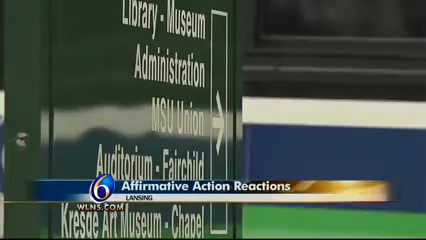 Library - Museum
Administration
MSU Union
Auditorium - Fairchild
6 Affirmative Action Reactions
LANSING
WLNS.COM
Kresge Art Museum - Chapel